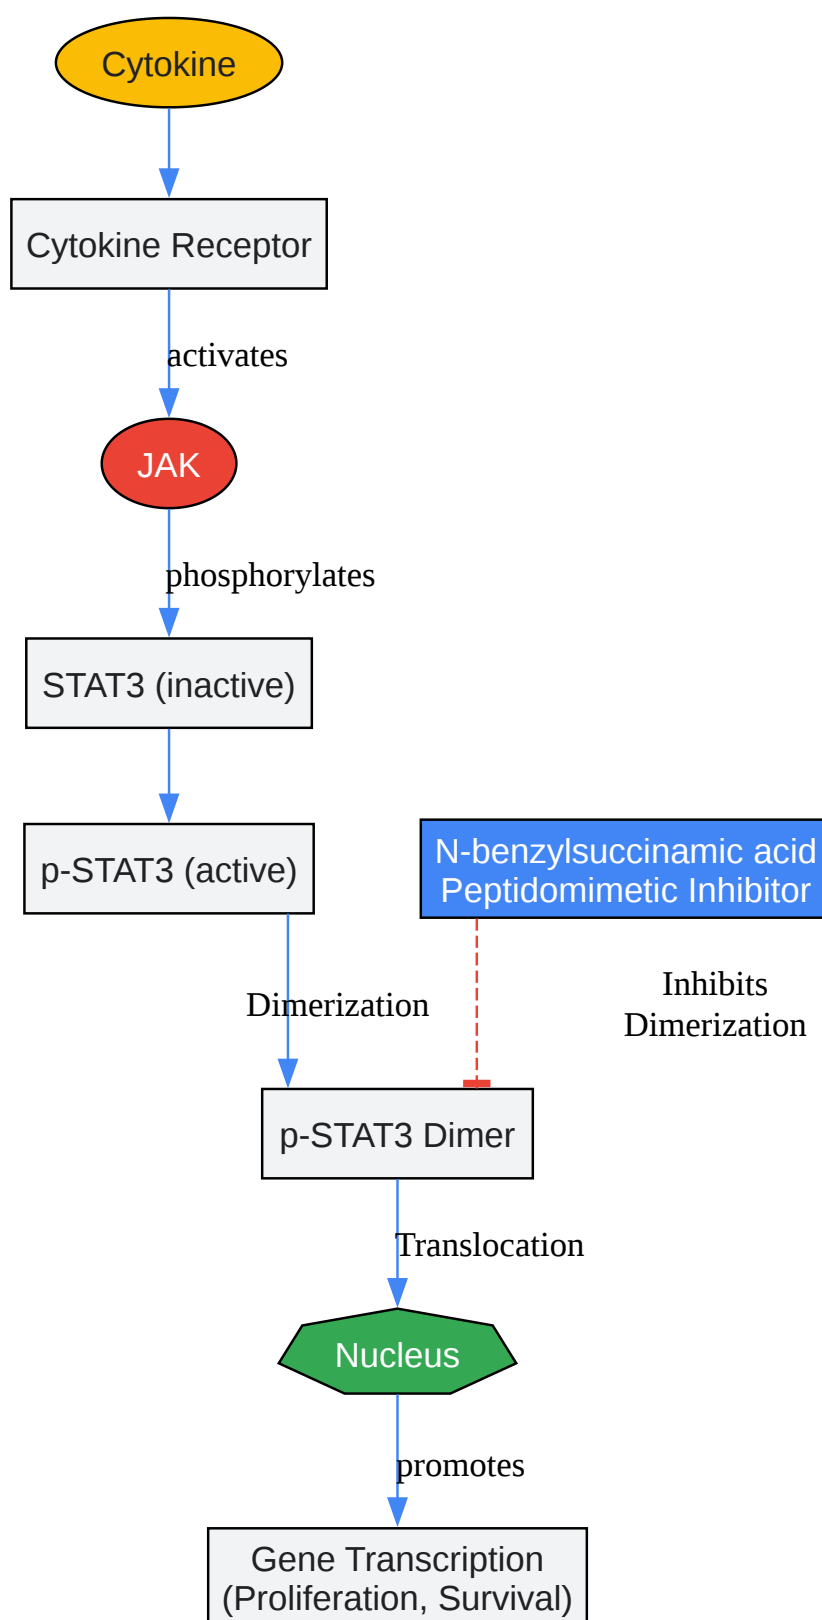 Cytokine
Cytokine Receptor
activates
JAK
phosphorylates
STAT3 (inactive)
p-STAT3 (active)
N-benzylsuccinamic acid
Peptidomimetic Inhibitor
Dimerization
Inhibits
Dimerization
p-STAT3 Dimer
Translocation
Nucleus
promotes
Gene Transcription
(Proliferation, Survival)